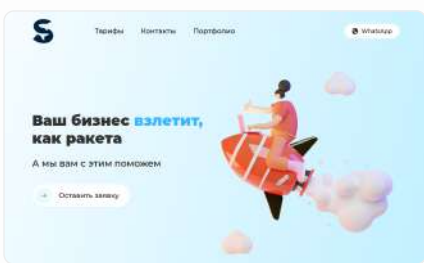 S
Тарифы Контакты Портфолио
WhatsApp
Ваш бизнес взлетит,
как ракета
А мы вам с этим поможем
Оставить заявку